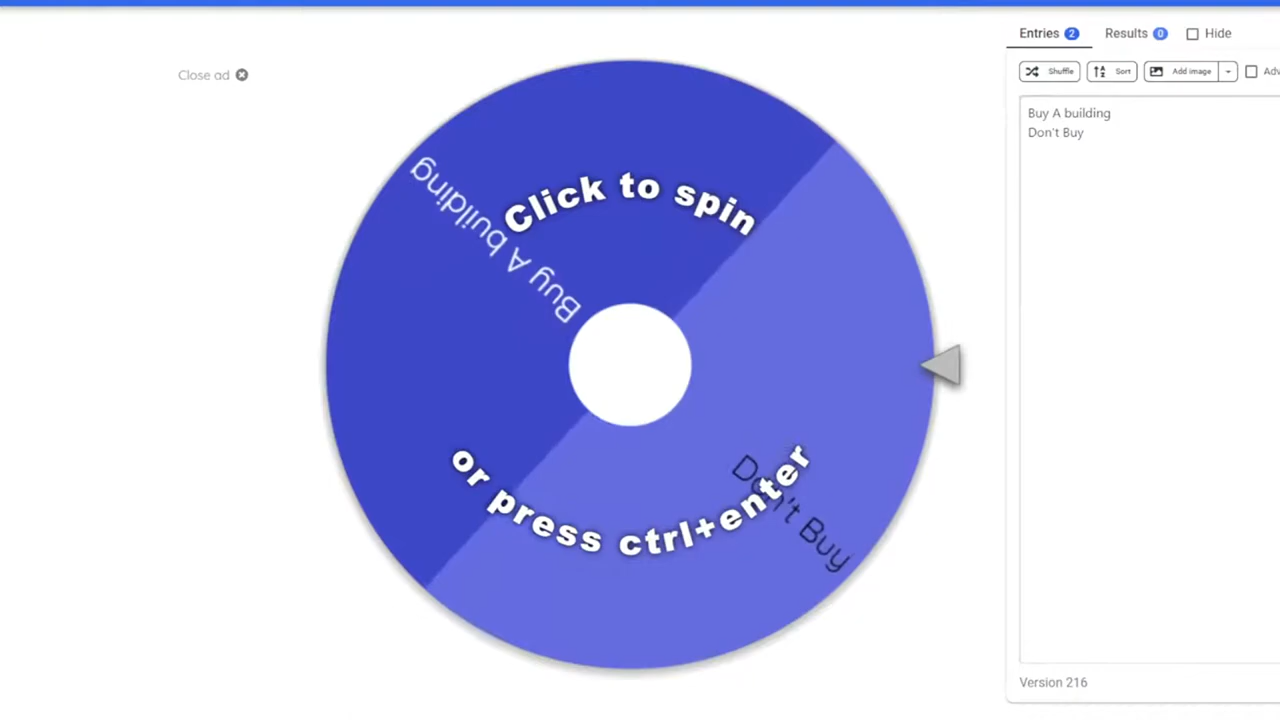 Entries 2 Results 0 Hide
Close ad
Shuffle Sort Add image
Buy A building
Don't Buy
Click to spin
Buy A building
Don't Buy
or press ctrl+enter
Version 216